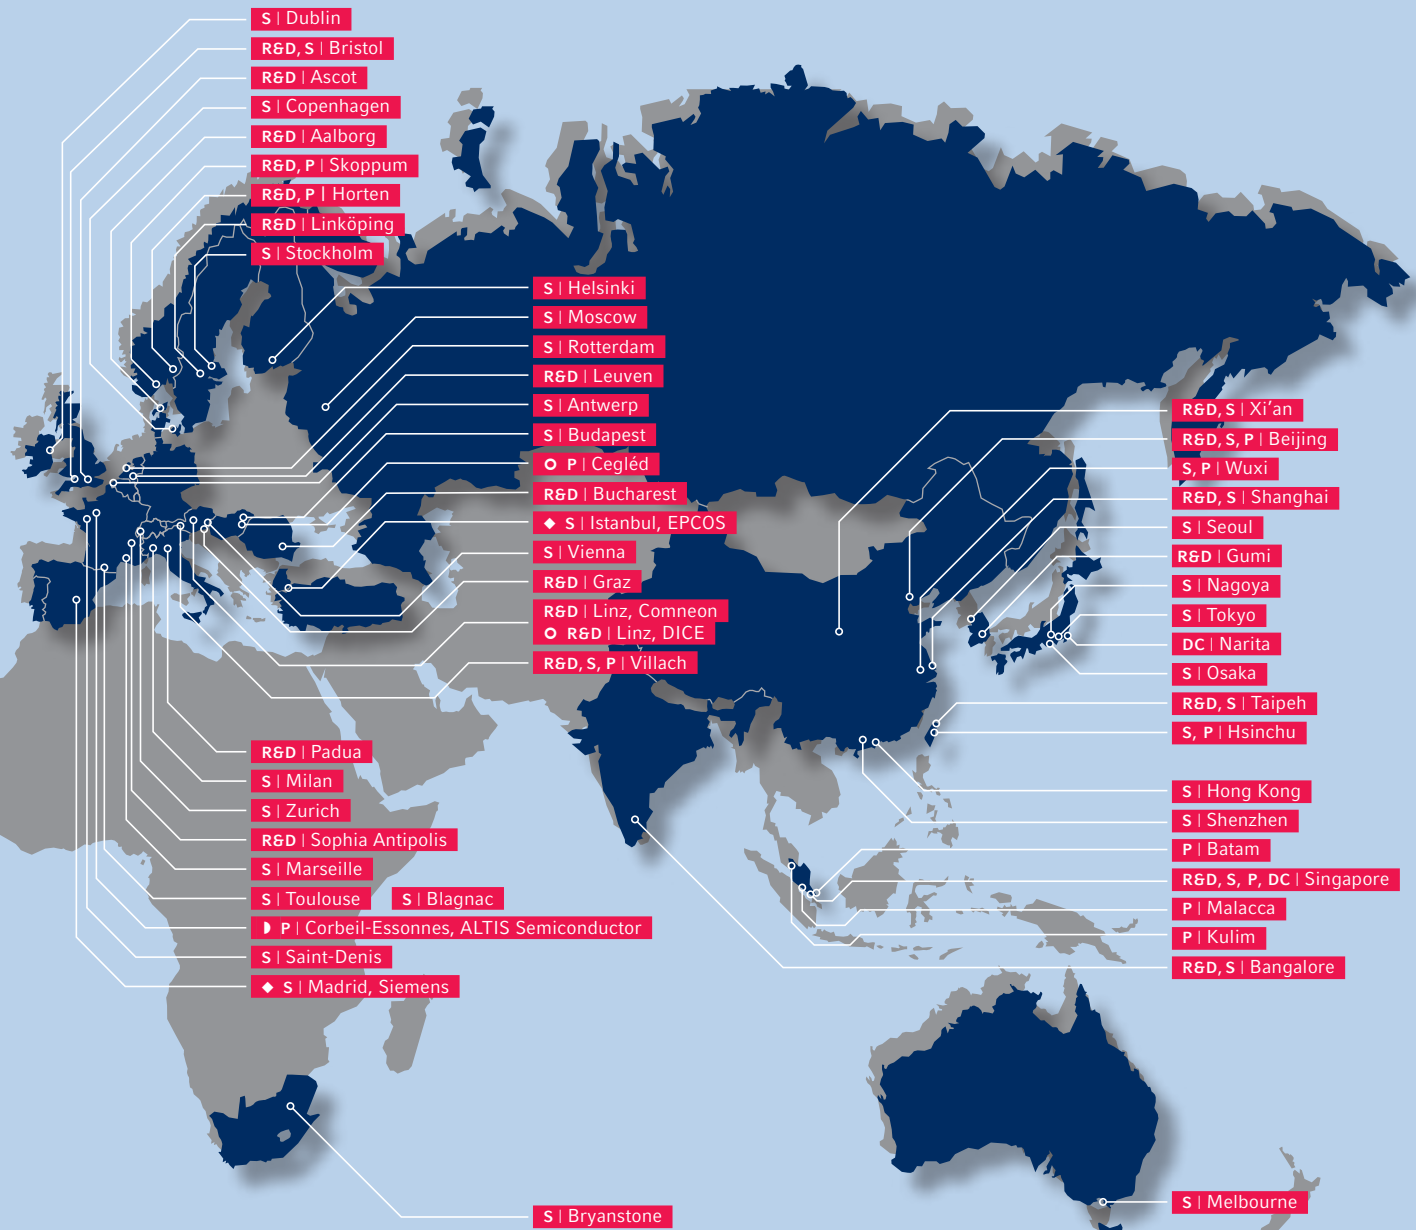 S | Dublin
R&D, S | Bristol
R&D | Ascot
S | Copenhagen
R&D | Aalborg
R&D, P | Skoppum
R&D, P | Horten
R&D | Linköping
S | Stockholm
S | Helsinki
S | Moscow
S | Rotterdam
R&D | Leuven
S | Antwerp
S | Budapest
P | Cegléd
R&D | Bucharest
◆ S | Istanbul, EPCOS
S | Vienna
R&D | Graz
R&D | Linz, Comneon
R&D | Linz, DICE
R&D, S, P | Villach
R&D | Padua
S | Milan
S | Zurich
R&D | Sophia Antipolis
S | Marseille
S | Toulouse
S | Blagnac
P | Corbeil-Essonnes, ALTIS Semiconductor
S | Saint-Denis
◆ S | Madrid, Siemens
S | Bryanstone
R&D, S | Xi’an
R&D, S, P | Beijing
S, P | Wuxi
R&D, S | Shanghai
S | Seoul
R&D | Gumi
S | Nagoya
S | Tokyo
DC | Narita
S | Osaka
R&D, S | Taipeh
S, P | Hsinchu
S | Hong Kong
S | Shenzhen
P | Batam
R&D, S, P, DC | Singapore
P | Malacca
P | Kulim
R&D, S | Bangalore
S | Melbourne